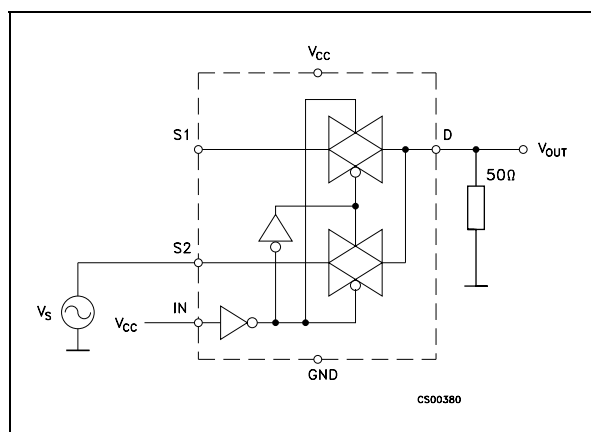 VCC
S1
D
VOUT
50Ω
S2
VS
IN
VCC
GND
CS00380